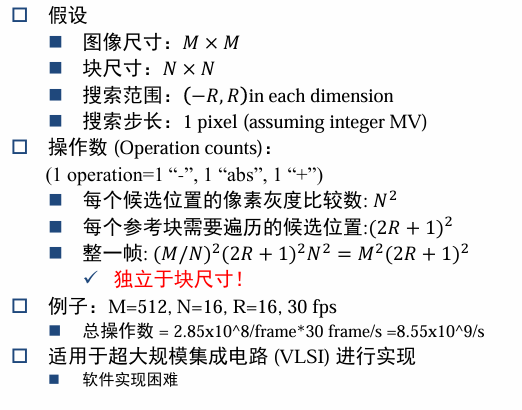 假设
图像尺寸：M × M
块尺寸：N × N
搜索范围：(−R, R)in each dimension
搜索步长：1 pixel (assuming integer MV)
操作数 (Operation counts)：
(1 operation=1 “-”, 1 “abs”, 1 “+”)
每个候选位置的像素灰度比较数: N²
每个参考块需要遍历的候选位置:(2R + 1)²
整一帧: (M/N)²(2R + 1)²N² = M²(2R + 1)²
✓ 独立于块尺寸！
例子：M=512, N=16, R=16, 30 fps
总操作数 = 2.85x10^8/frame*30 frame/s =8.55x10^9/s
适用于超大规模集成电路 (VLSI) 进行实现
软件实现困难